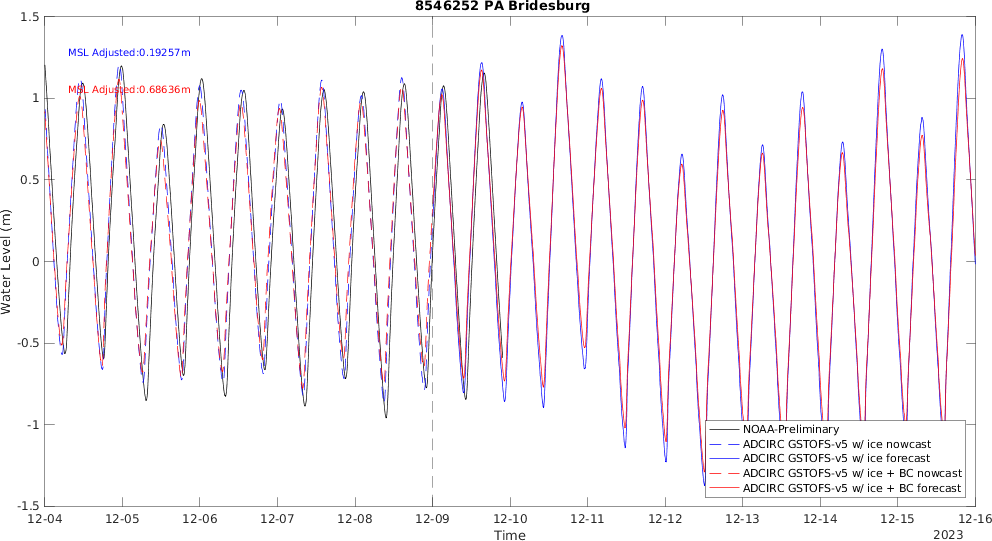 8546252 PA Bridesburg
1.5
MSL Adjusted:0.19257m
MSL Adjusted:0.68636m
1
0.5
0
-0.5
-1
-1.5
Water Level (m)
NOAA-Preliminary
ADCIRC GSTOFS-v5 w/ ice nowcast
ADCIRC GSTOFS-v5 w/ ice forecast
ADCIRC GSTOFS-v5 w/ ice + BC nowcast
ADCIRC GSTOFS-v5 w/ ice + BC forecast
12-04 12-05 12-06 12-07 12-08 12-09 12-10 12-11 12-12 12-13 12-14 12-15 12-16
Time
2023